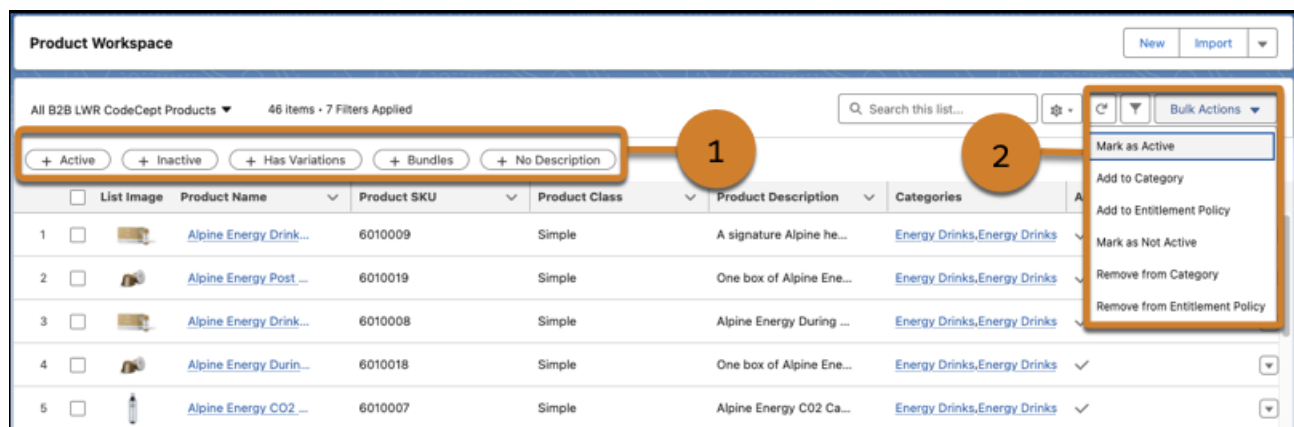 Product Workspace
New Import
All B2B LWR CodeCept Products 46 items • 7 Filters Applied
Search this list...
Bulk Actions
+ Active + Inactive + Has Variations + Bundles + No Description
1
2
Mark as Active
Add to Category
Add to Entitlement Policy
Mark as Not Active
Remove from Category
Remove from Entitlement Policy
List Image Product Name Product SKU Product Class Product Description Categories A
1 Alpine Energy Drink... 6010009 Simple A signature Alpine he... Energy Drinks,Energy Drinks
2 Alpine Energy Post ... 6010019 Simple One box of Alpine Ene... Energy Drinks,Energy Drinks
3 Alpine Energy Drink... 6010008 Simple Alpine Energy During ... Energy Drinks,Energy Drinks
4 Alpine Energy Durin... 6010018 Simple One box of Alpine Ene... Energy Drinks,Energy Drinks
5 Alpine Energy CO2 ... 6010007 Simple Alpine Energy C02 Ca... Energy Drinks,Energy Drinks